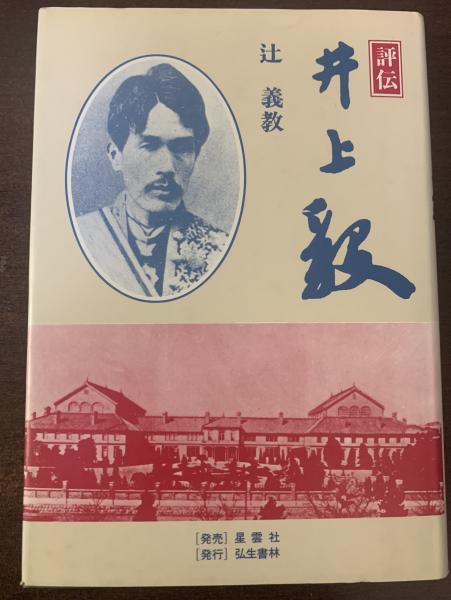 評伝
井上毅
辻 義教
［発売］ 星雲社
［発行］ 弘生書林